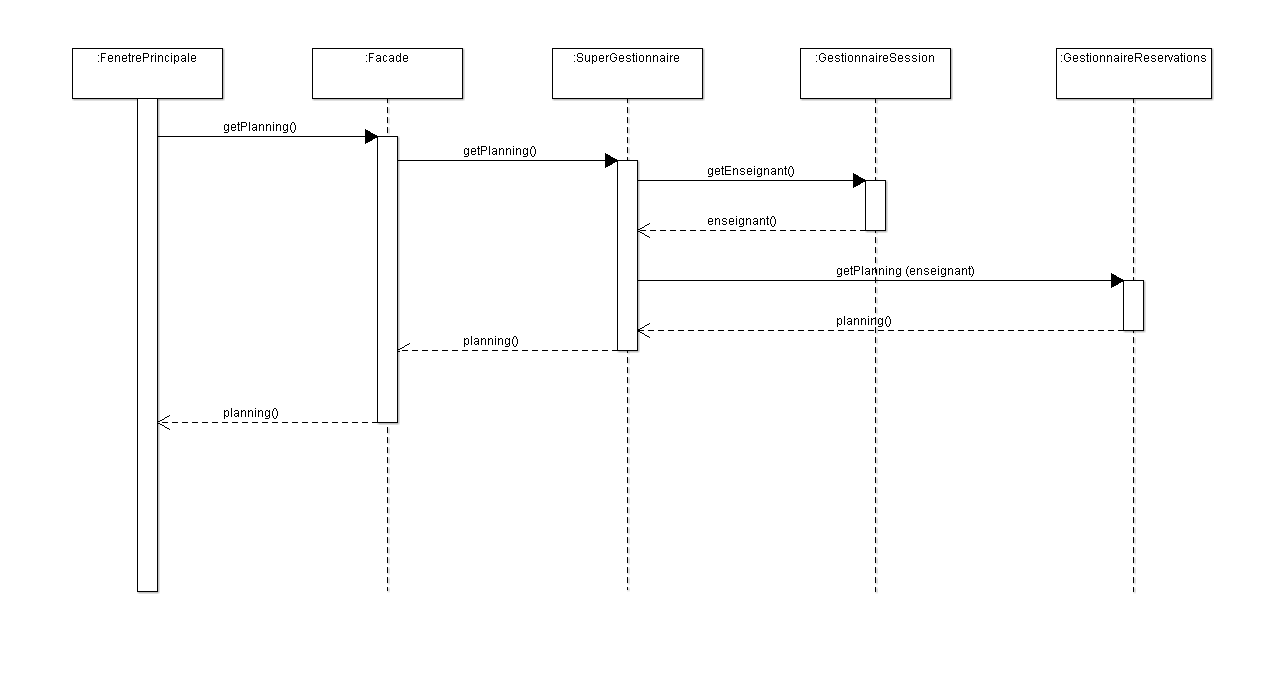 :FenetrePrincipale
:Facade
:SuperGestionnaire
:GestionnaireSession
:GestionnaireReservations
getPlanning()
getPlanning()
getEnseignant()
enseignant()
getPlanning (enseignant)
planning()
planning()
planning()